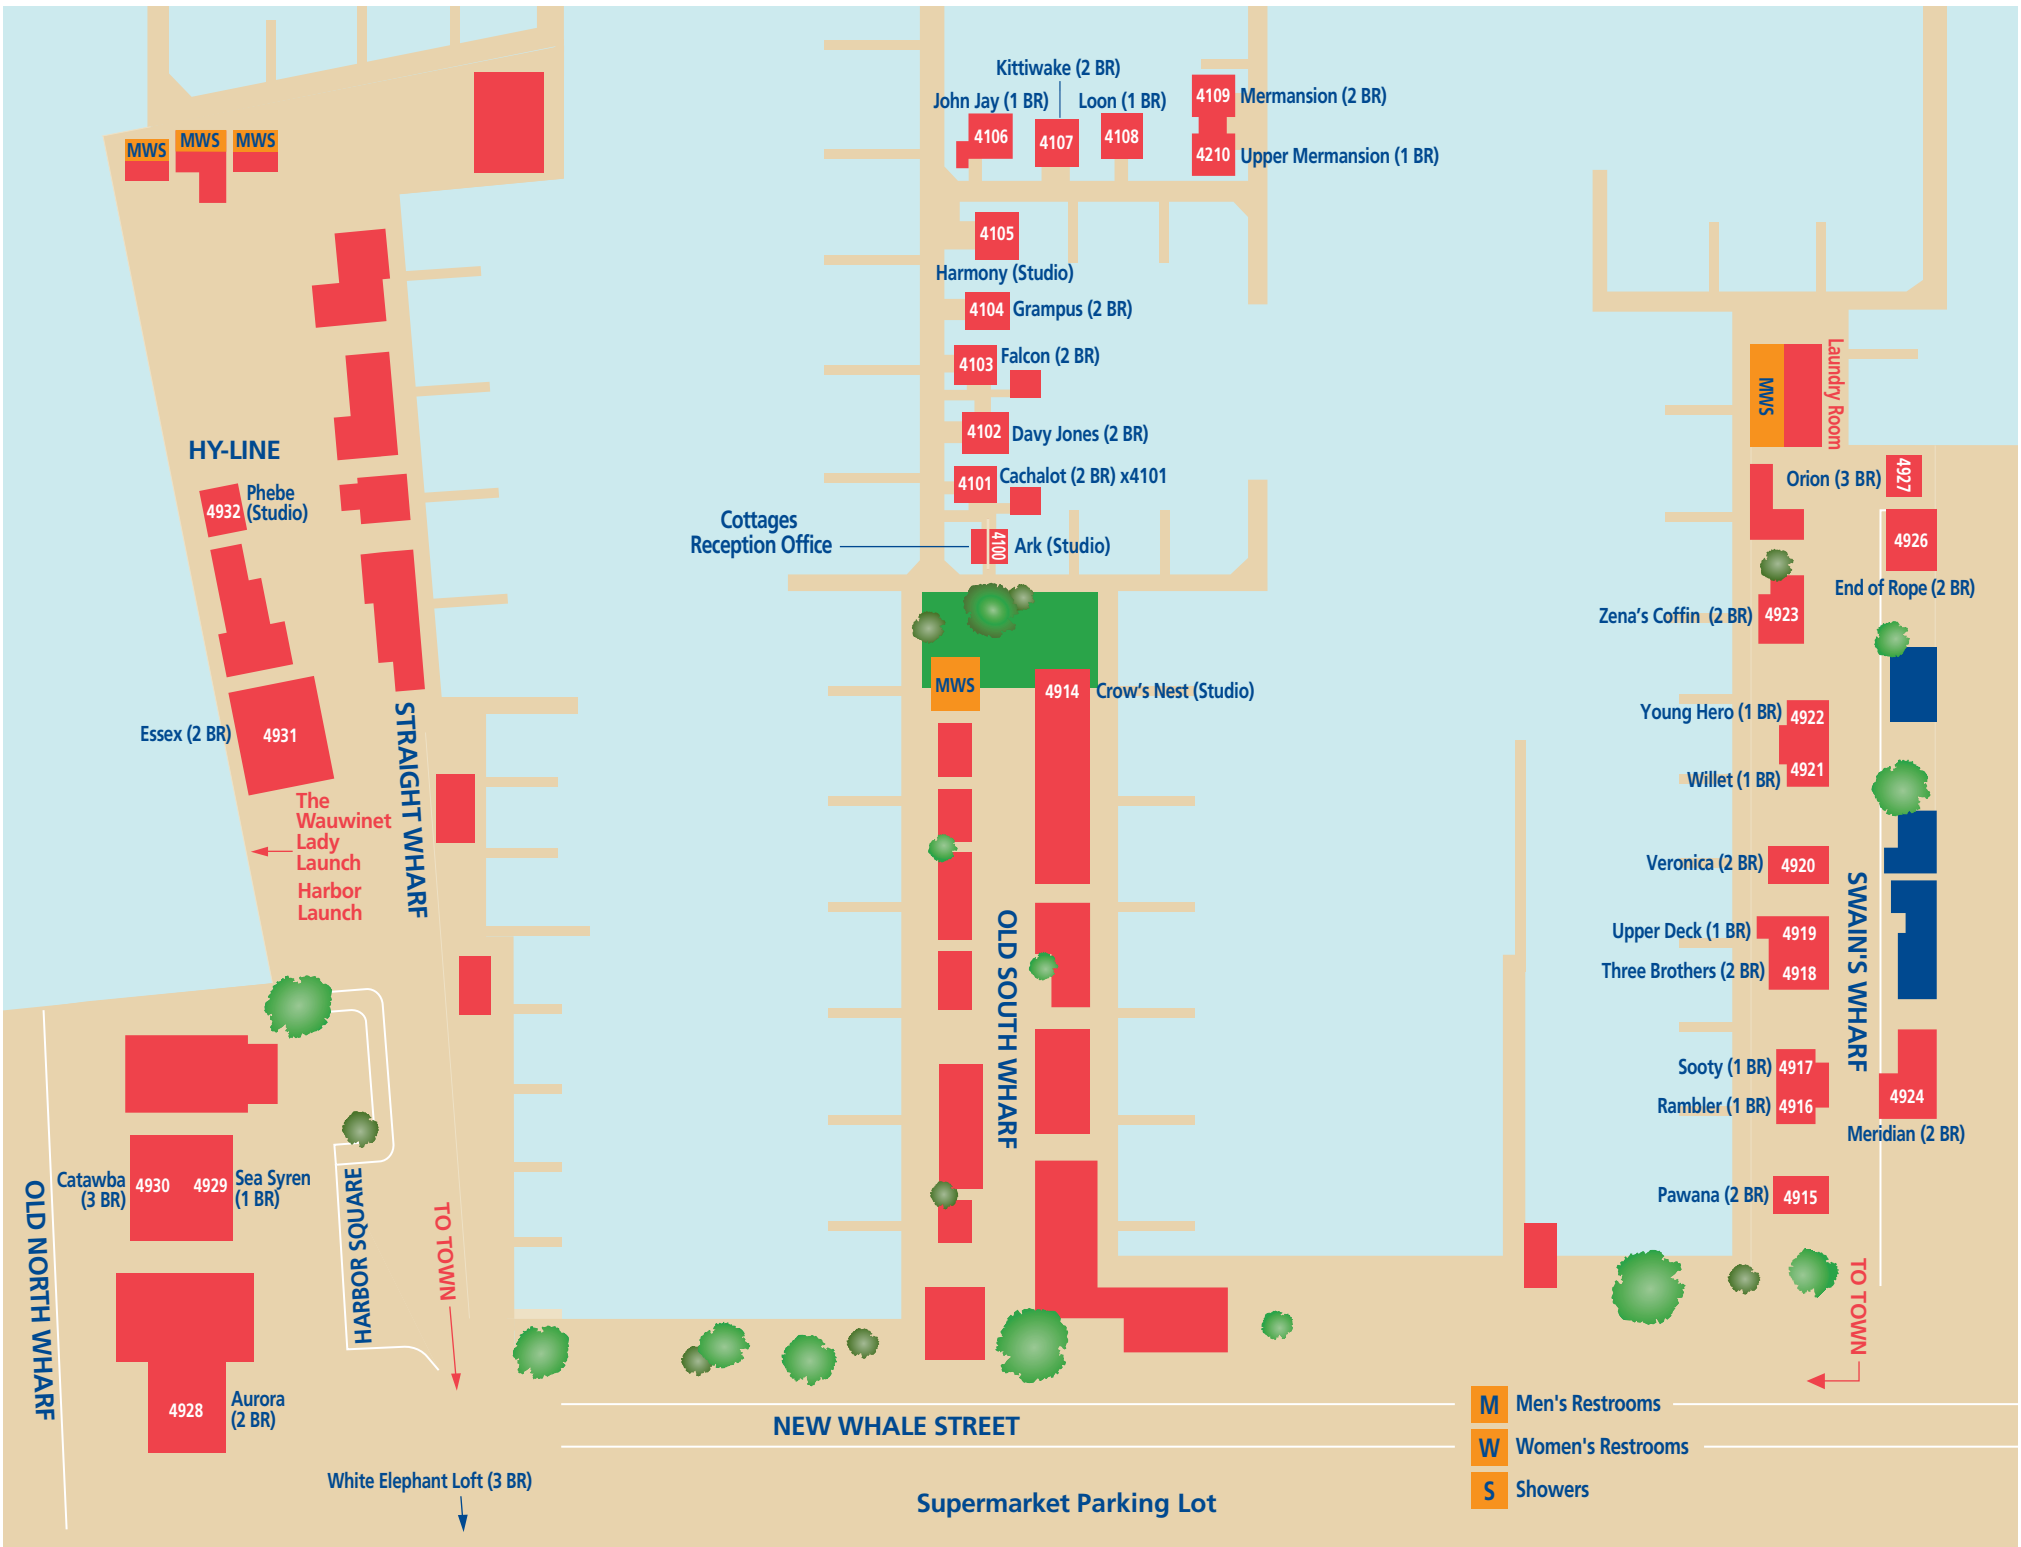 Kittiwake (2 BR)
John Jay (1 BR)
Loon (1 BR)
4109
Mermansion (2 BR)
4106
4107
4108
4210
Upper Mermansion (1 BR)
MWS
MWS
MWS
4105
Harmony (Studio)
4104
Grampus (2 BR)
4103
Falcon (2 BR)
4102
Davy Jones (2 BR)
4101
Cachalot (2 BR) x4101
Cottages
Reception Office
4100
Ark (Studio)
MWS
Laundry Room
Orion (3 BR)
4927
4926
End of Rope (2 BR)
Zena's Coffin (2 BR)
4923
HY-LINE
4932
Phebe
(Studio)
Essex (2 BR)
4931
STRAIGHT WHARF
The
Wauwinet
Lady
Launch
Harbor
Launch
MWS
4914
Crow's Nest (Studio)
OLD SOUTH WHARF
Young Hero (1 BR)
4922
Willet (1 BR)
4921
Veronica (2 BR)
4920
Upper Deck (1 BR)
4919
Three Brothers (2 BR)
4918
SWAIN'S WHARF
Sooty (1 BR)
4917
Rambler (1 BR)
4916
4924
Meridian (2 BR)
Pawana (2 BR)
4915
TO TOWN
Catawba
(3 BR)
4930
4929
Sea Syren
(1 BR)
OLD NORTH WHARF
HARBOR SQUARE
TO TOWN
4928
Aurora
(2 BR)
White Elephant Loft (3 BR)
NEW WHALE STREET
Supermarket Parking Lot
M
Men's Restrooms
W
Women's Restrooms
S
Showers